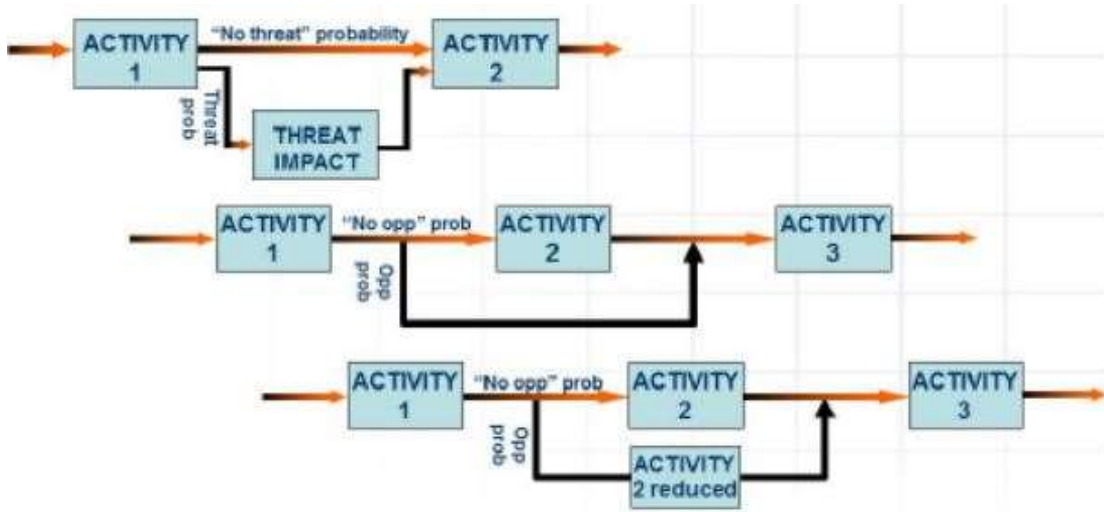 ACTIVITY
1
"No threat" probability
ACTIVITY
2
Threat
prob
THREAT
IMPACT
ACTIVITY
1
"No opp" prob
ACTIVITY
2
ACTIVITY
3
Opp
prob
ACTIVITY
1
"No opp" prob
ACTIVITY
2
ACTIVITY
3
Opp
prob
ACTIVITY
2 reduced